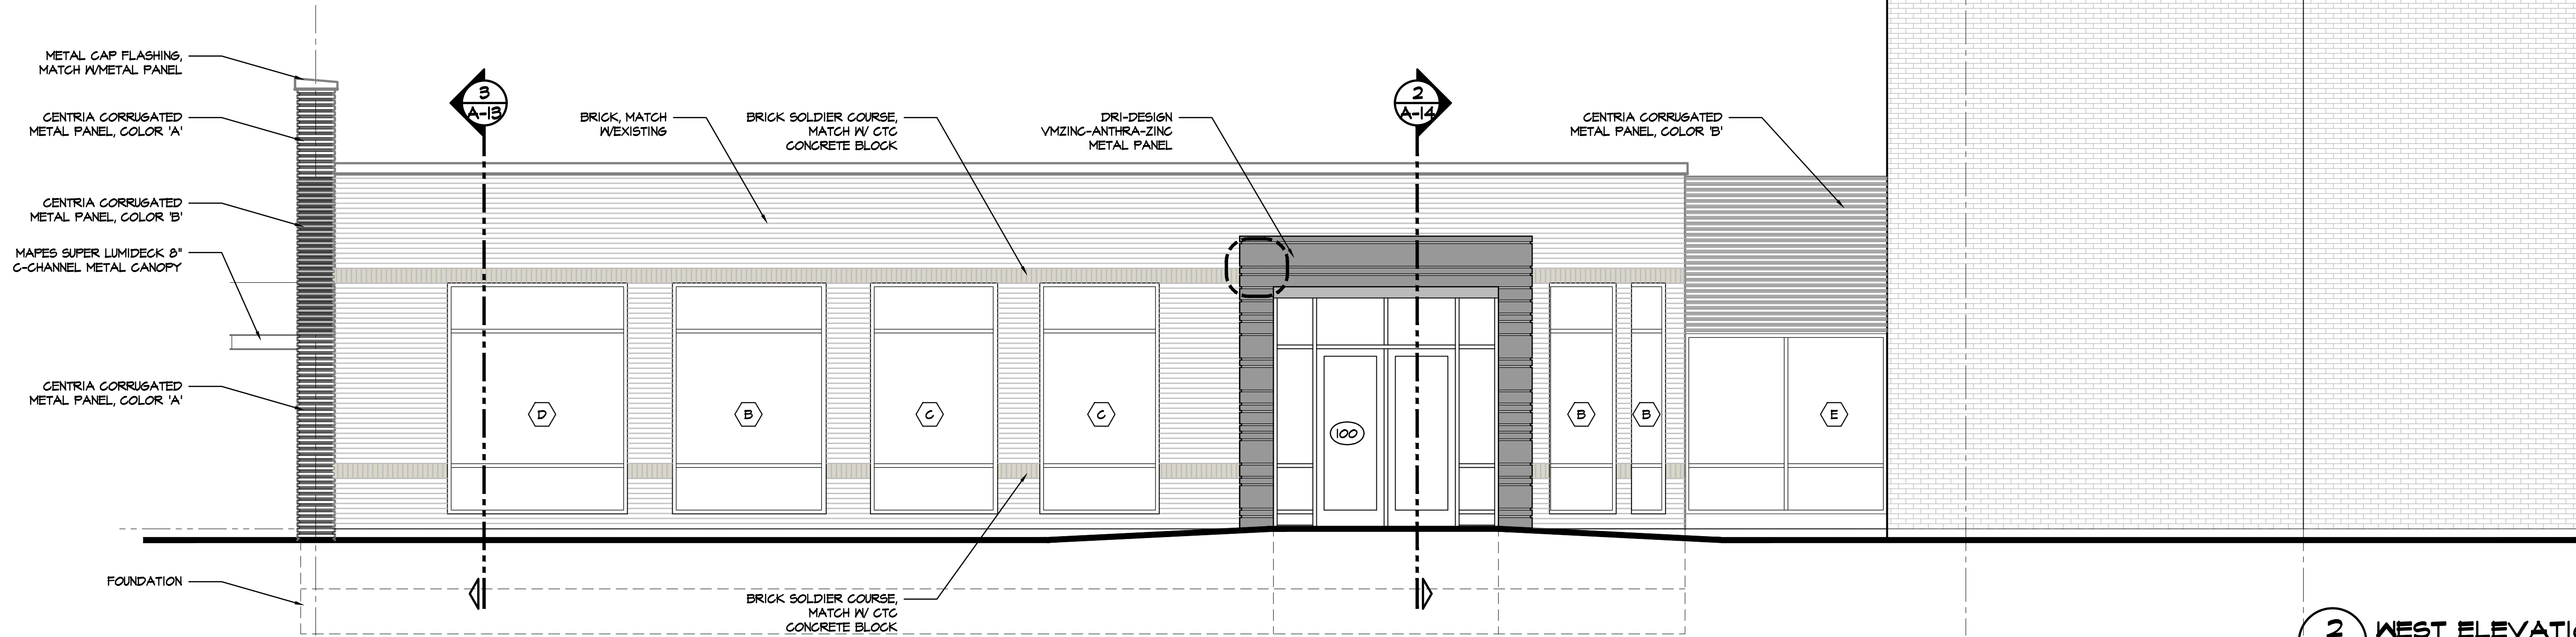 METAL CAP FLASHING,
MATCH W/METAL PANEL
CENTRIA CORRUGATED
METAL PANEL, COLOR 'A'
CENTRIA CORRUGATED
METAL PANEL, COLOR 'B'
MAPES SUPER LUMIDECK 8"
C-CHANNEL METAL CANOPY
CENTRIA CORRUGATED
METAL PANEL, COLOR 'A'
FOUNDATION
3
A-13
BRICK, MATCH
W/EXISTING
BRICK SOLDIER COURSE,
MATCH W/ CTC
CONCRETE BLOCK
DRI-DESIGN
VMZINC-ANTHRA-ZINC
METAL PANEL
2
A-14
CENTRIA CORRUGATED
METAL PANEL, COLOR 'B'
D
B
C
C
100
B
B
E
BRICK SOLDIER COURSE,
MATCH W/ CTC
CONCRETE BLOCK
2
WEST ELEVATIO